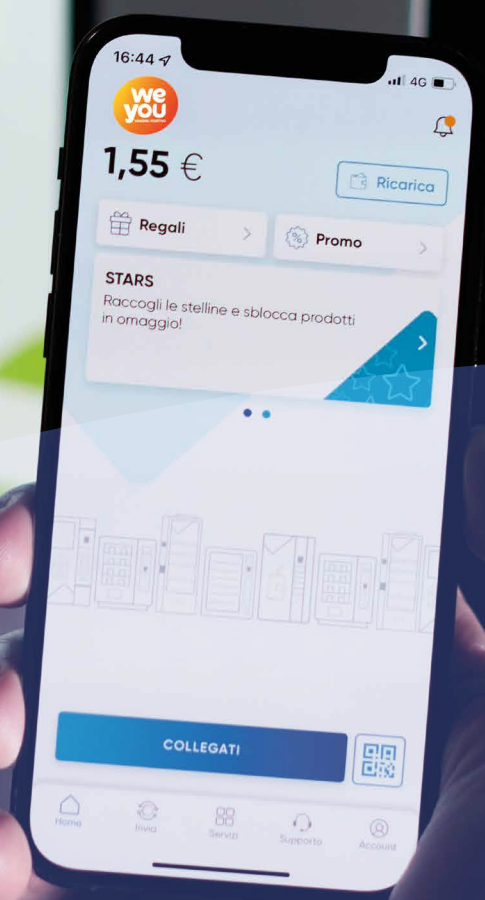 16:44
4G
we
you
1,55 €
Ricarica
Regali
Promo
STARS
Raccogli le stelline e sblocca prodotti
in omaggio!
COLLEGATI
Home
Invia
Servizi
Supporto
Account